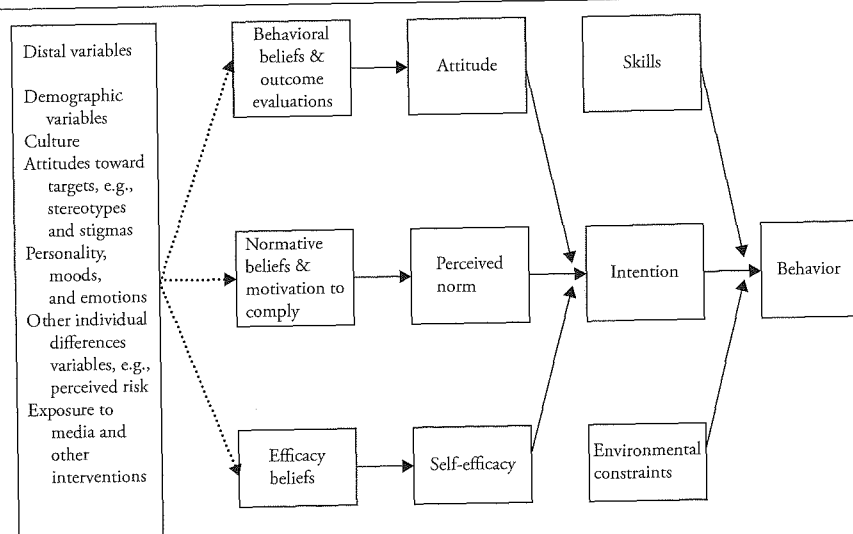 Distal variables
Demographic
variables
Culture
Attitudes toward
targets, e.g.,
stereotypes
and stigmas
Personality,
moods,
and emotions
Other individual
differences
variables, e.g.,
perceived risk
Exposure to
media and
other
interventions
Behavioral
beliefs &
outcome
evaluations
Attitude
Skills
Normative
beliefs &
motivation to
comply
Perceived
norm
Intention
Behavior
Efficacy
beliefs
Self-efficacy
Environmental
constraints